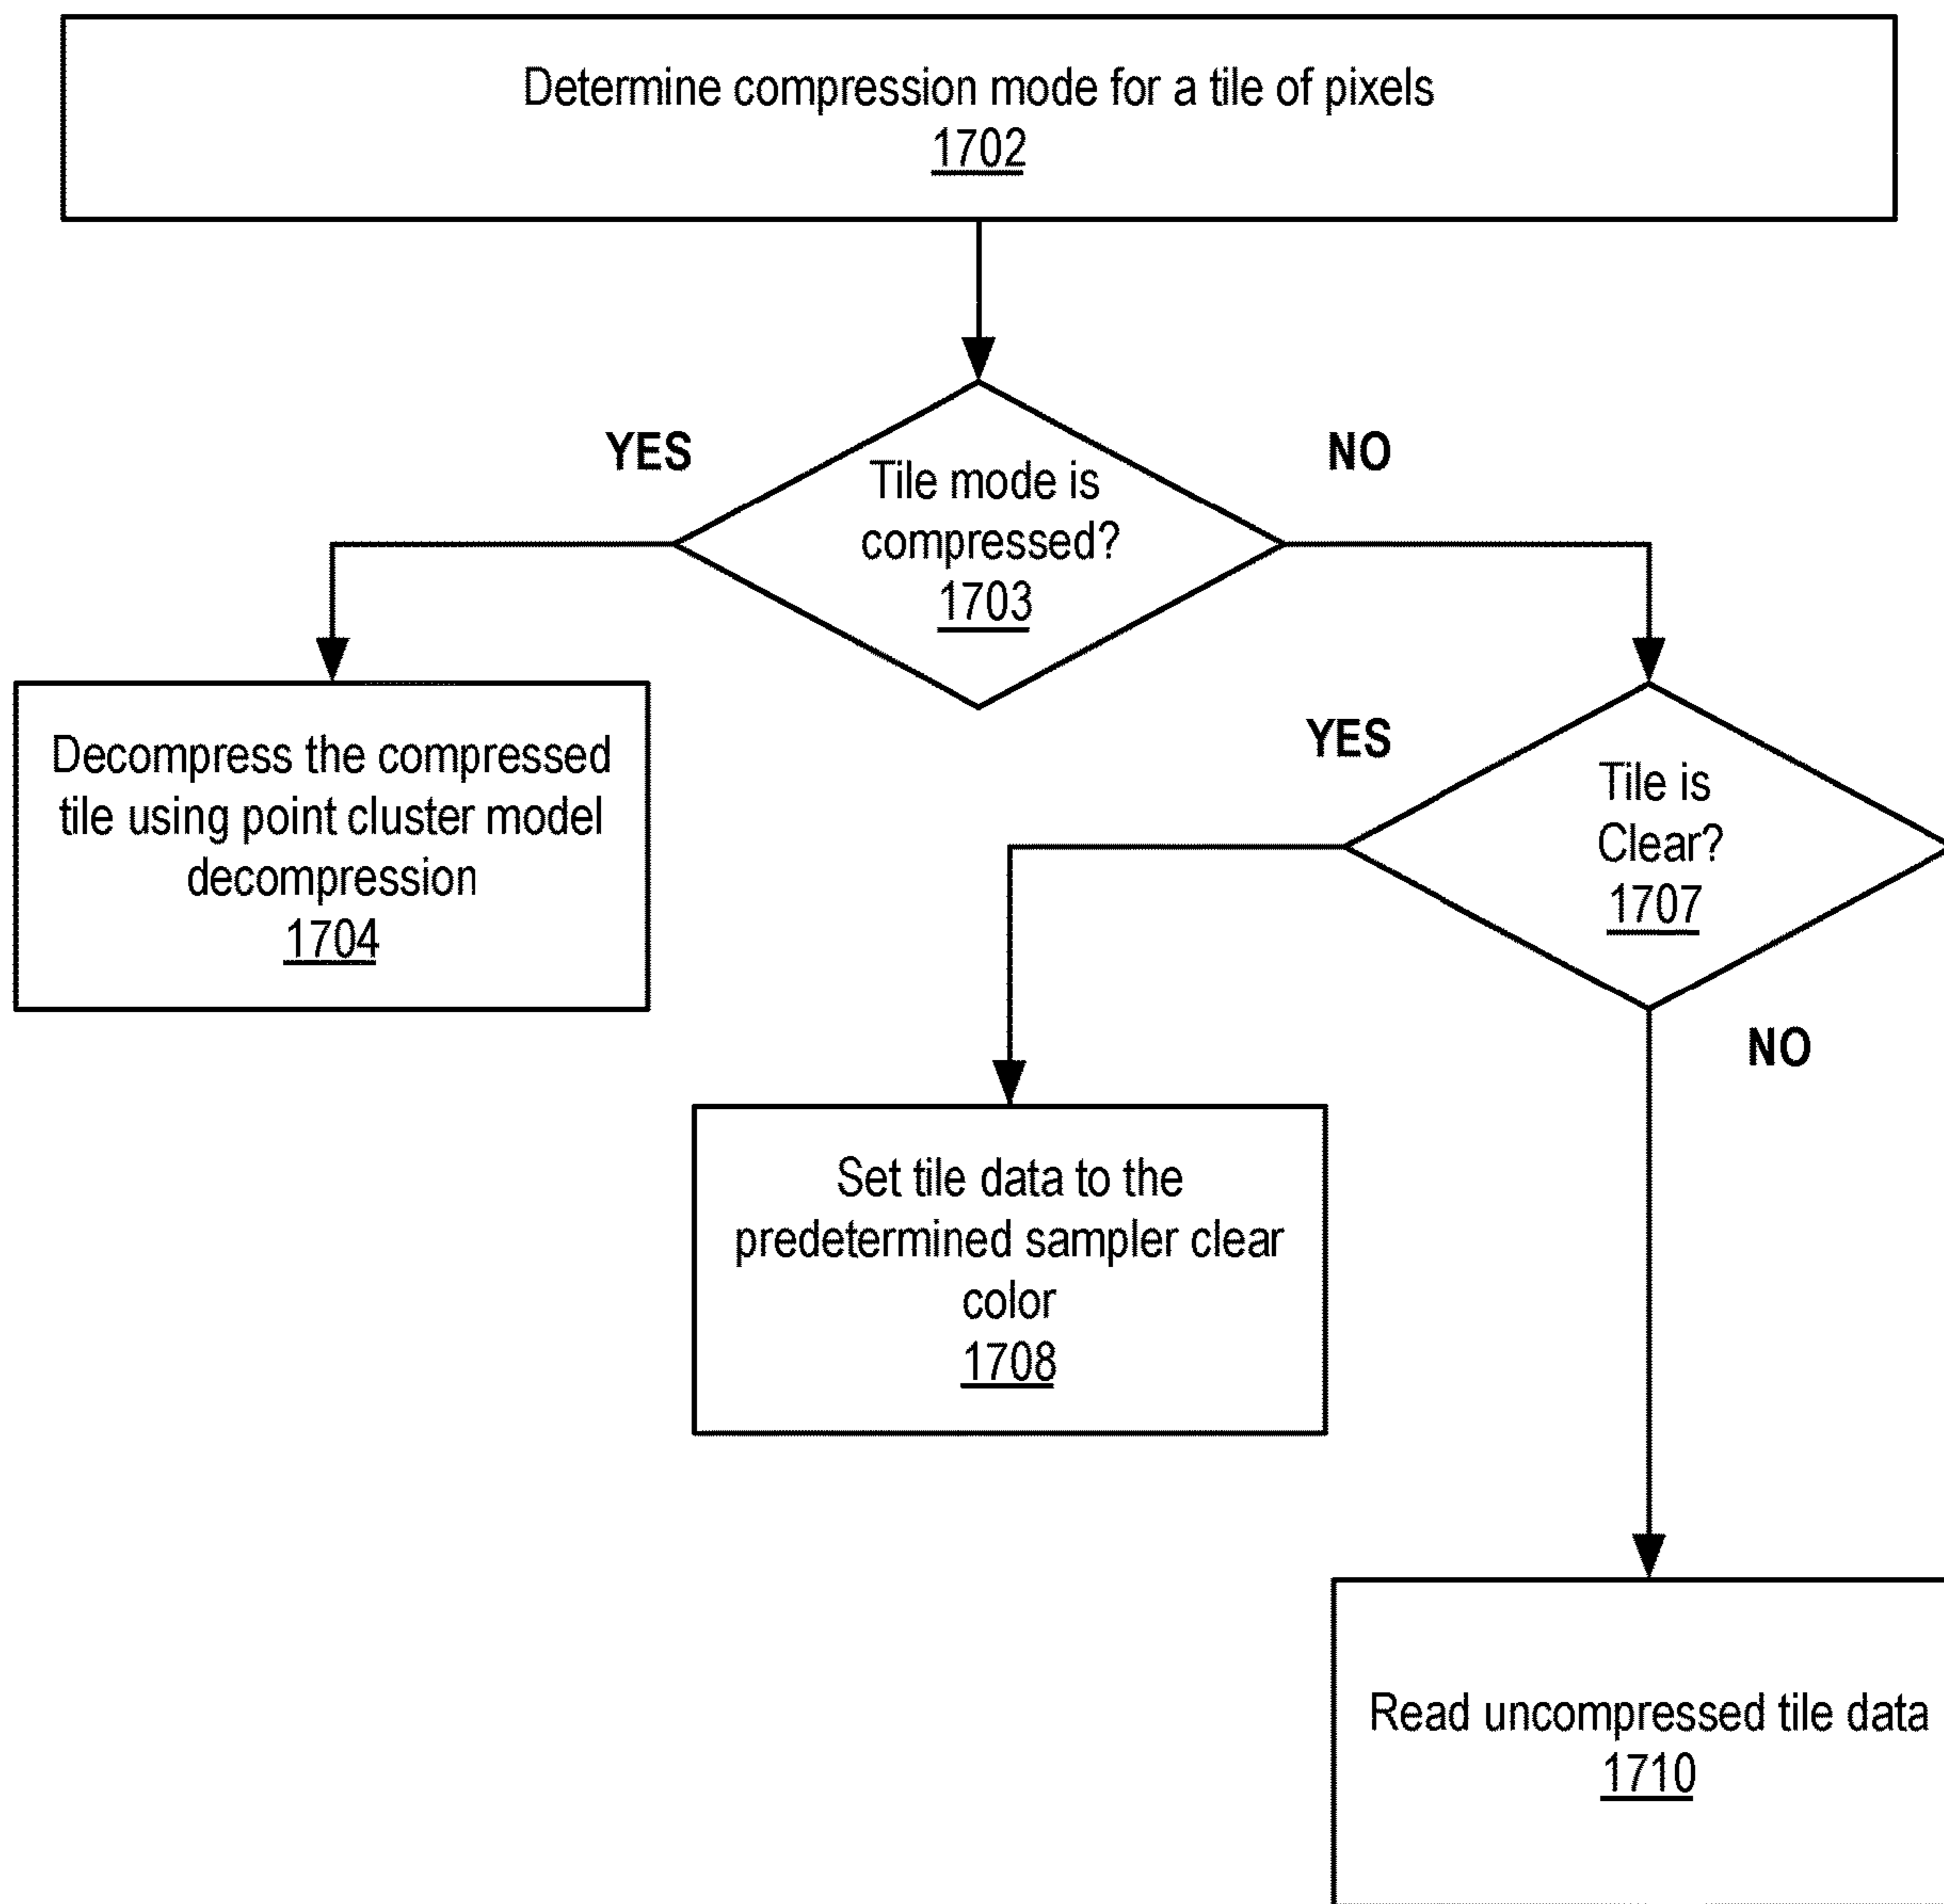 Determine compression mode for a tile of pixels
1702
YES
NO
Tile mode is
compressed?
1703
Decompress the compressed
tile using point cluster model
decompression
1704
YES
Tile is
Clear?
1707
NO
Set tile data to the
predetermined sampler clear
color
1708
Read uncompressed tile data
1710